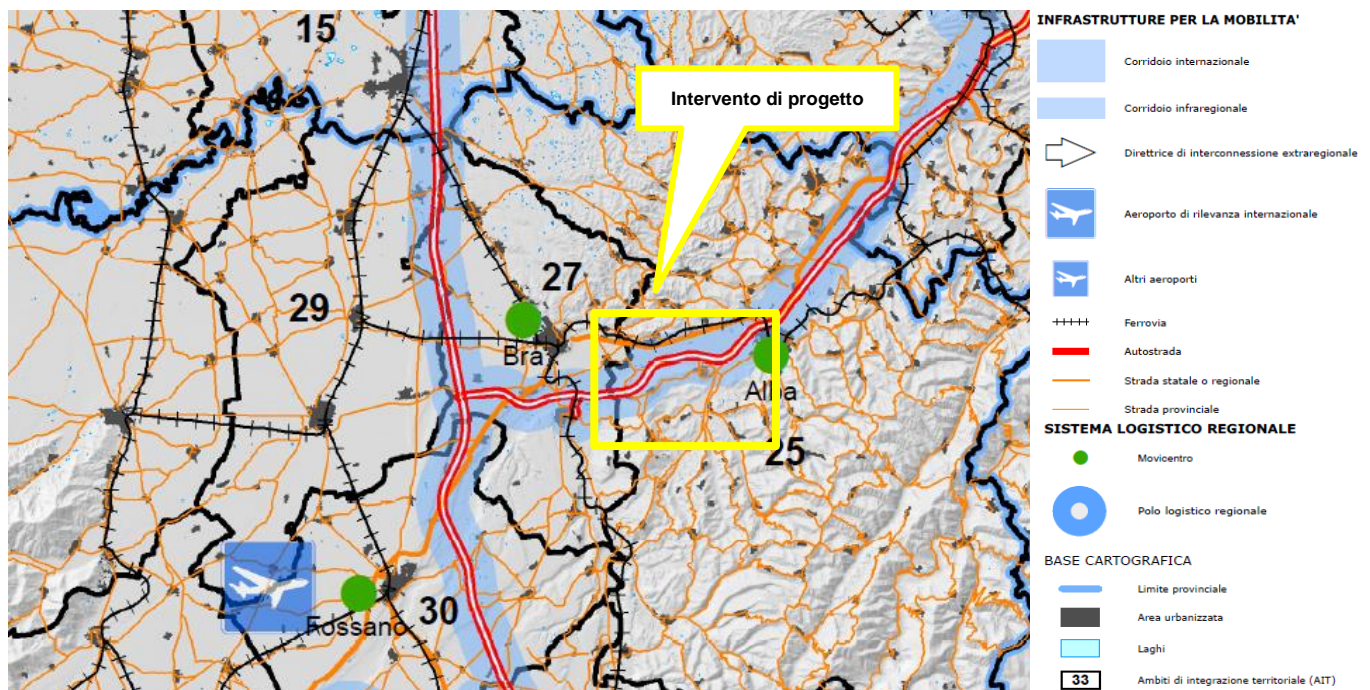 15
Intervento di progetto
27
29
Bra
Alba
25
Fossano
30
INFRASTRUTTURE PER LA MOBILITA'
Corridoio internazionale
Corridoio infraregionale
Direttrice di interconnessione extraregionale
Aeroporto di rilevanza internazionale
Altri aeroporti
Ferrovia
Autostrada
Strada statale o regionale
Strada provinciale
SISTEMA LOGISTICO REGIONALE
Movicentro
Polo logistico regionale
BASE CARTOGRAFICA
Limite provinciale
Area urbanizzata
Laghi
33 Ambiti di integrazione territoriale (AIT)